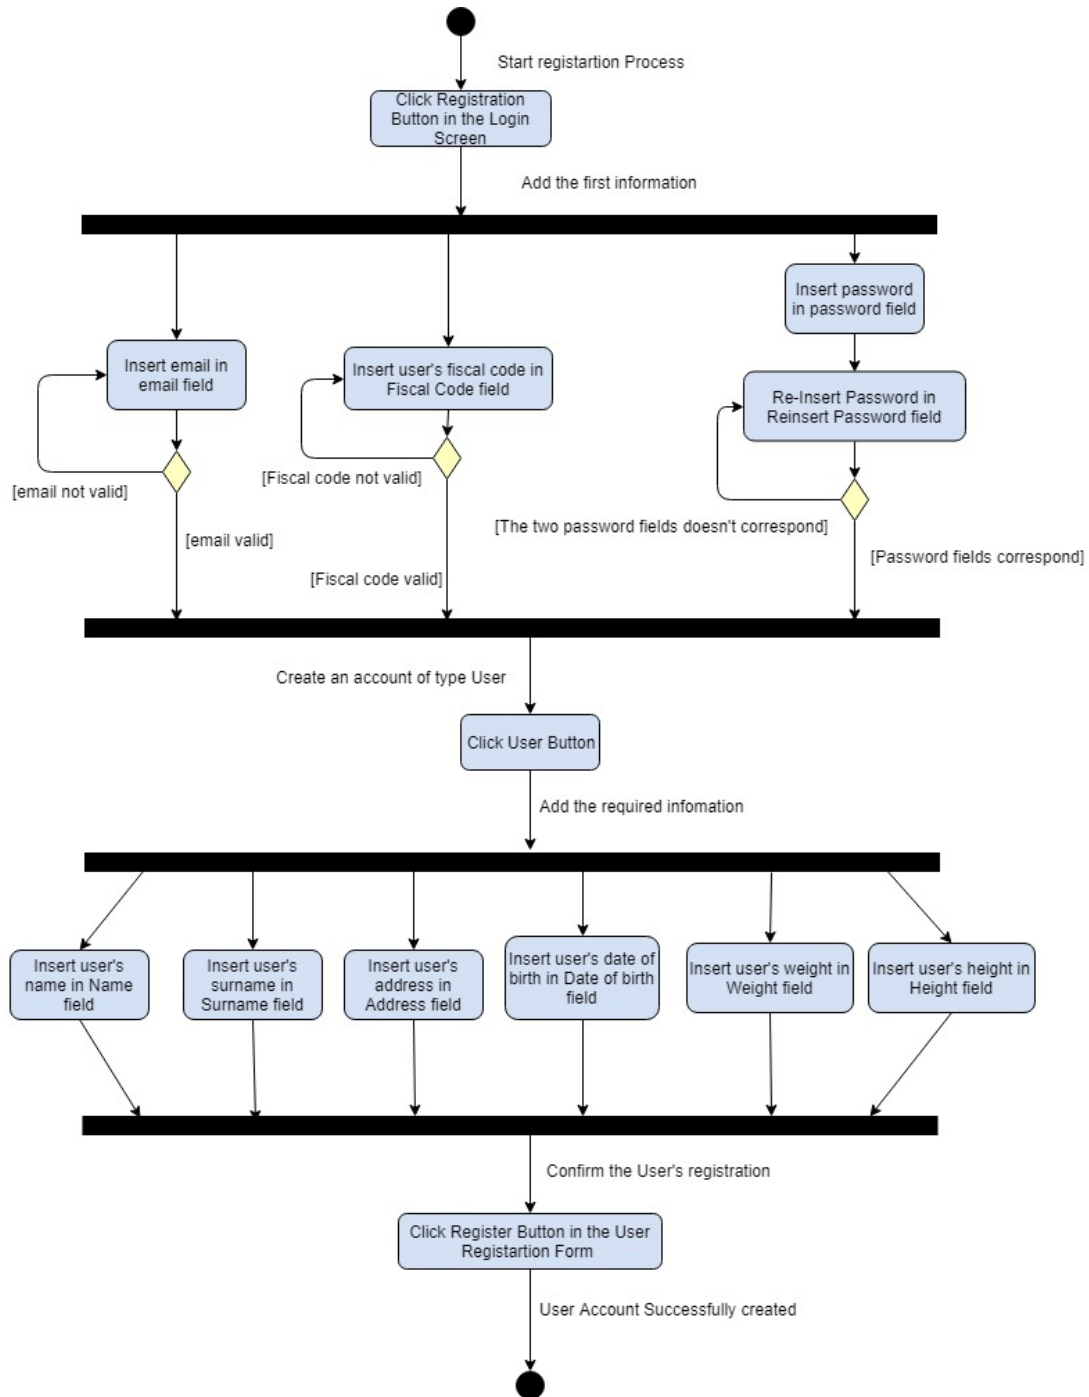 Start registartion Process
Click Registration
Button in the Login
Screen
Add the first information
Insert password
in password field
Insert email in
email field
Insert user's fiscal code in
Fiscal Code field
Re-Insert Password in
Reinsert Password field
[email not valid]
[Fiscal code not valid]
[The two password fields doesn't correspond]
[email valid]
[Fiscal code valid]
[Password fields correspond]
Create an account of type User
Click User Button
Add the required infomation
Insert user's
name in Name
field
Insert user's
surname in
Surname field
Insert user's
address in
Address field
Insert user's date of
birth in Date of birth
field
Insert user's weight in
Weight field
Insert user's height in
Height field
Confirm the User's registration
Click Register Button in the User
Registartion Form
User Account Successfully created